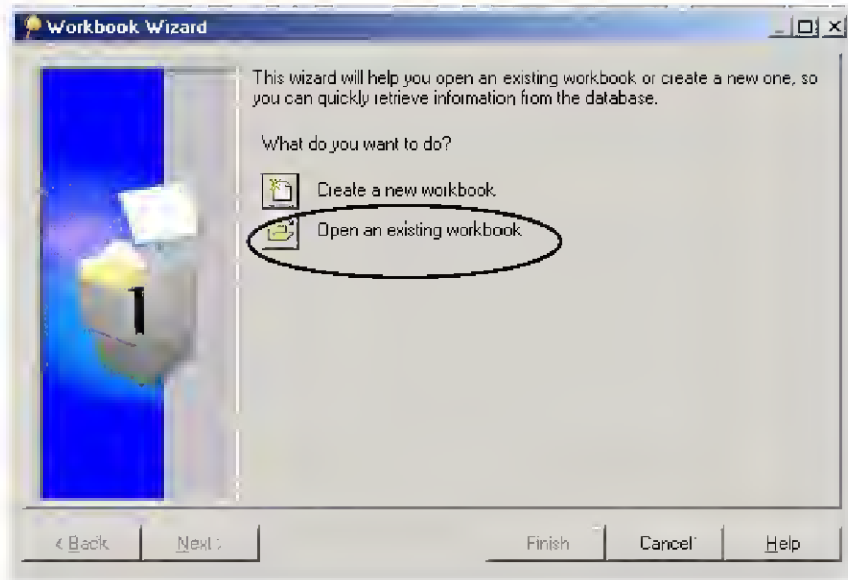 Workbook Wizard
This wizard will help you open an existing workbook or create a new one, so
you can quickly retrieve information from the database.
What do you want to do?
Create a new workbook
Open an existing workbook
1
< Back
Next >
Finish
Cancel
Help